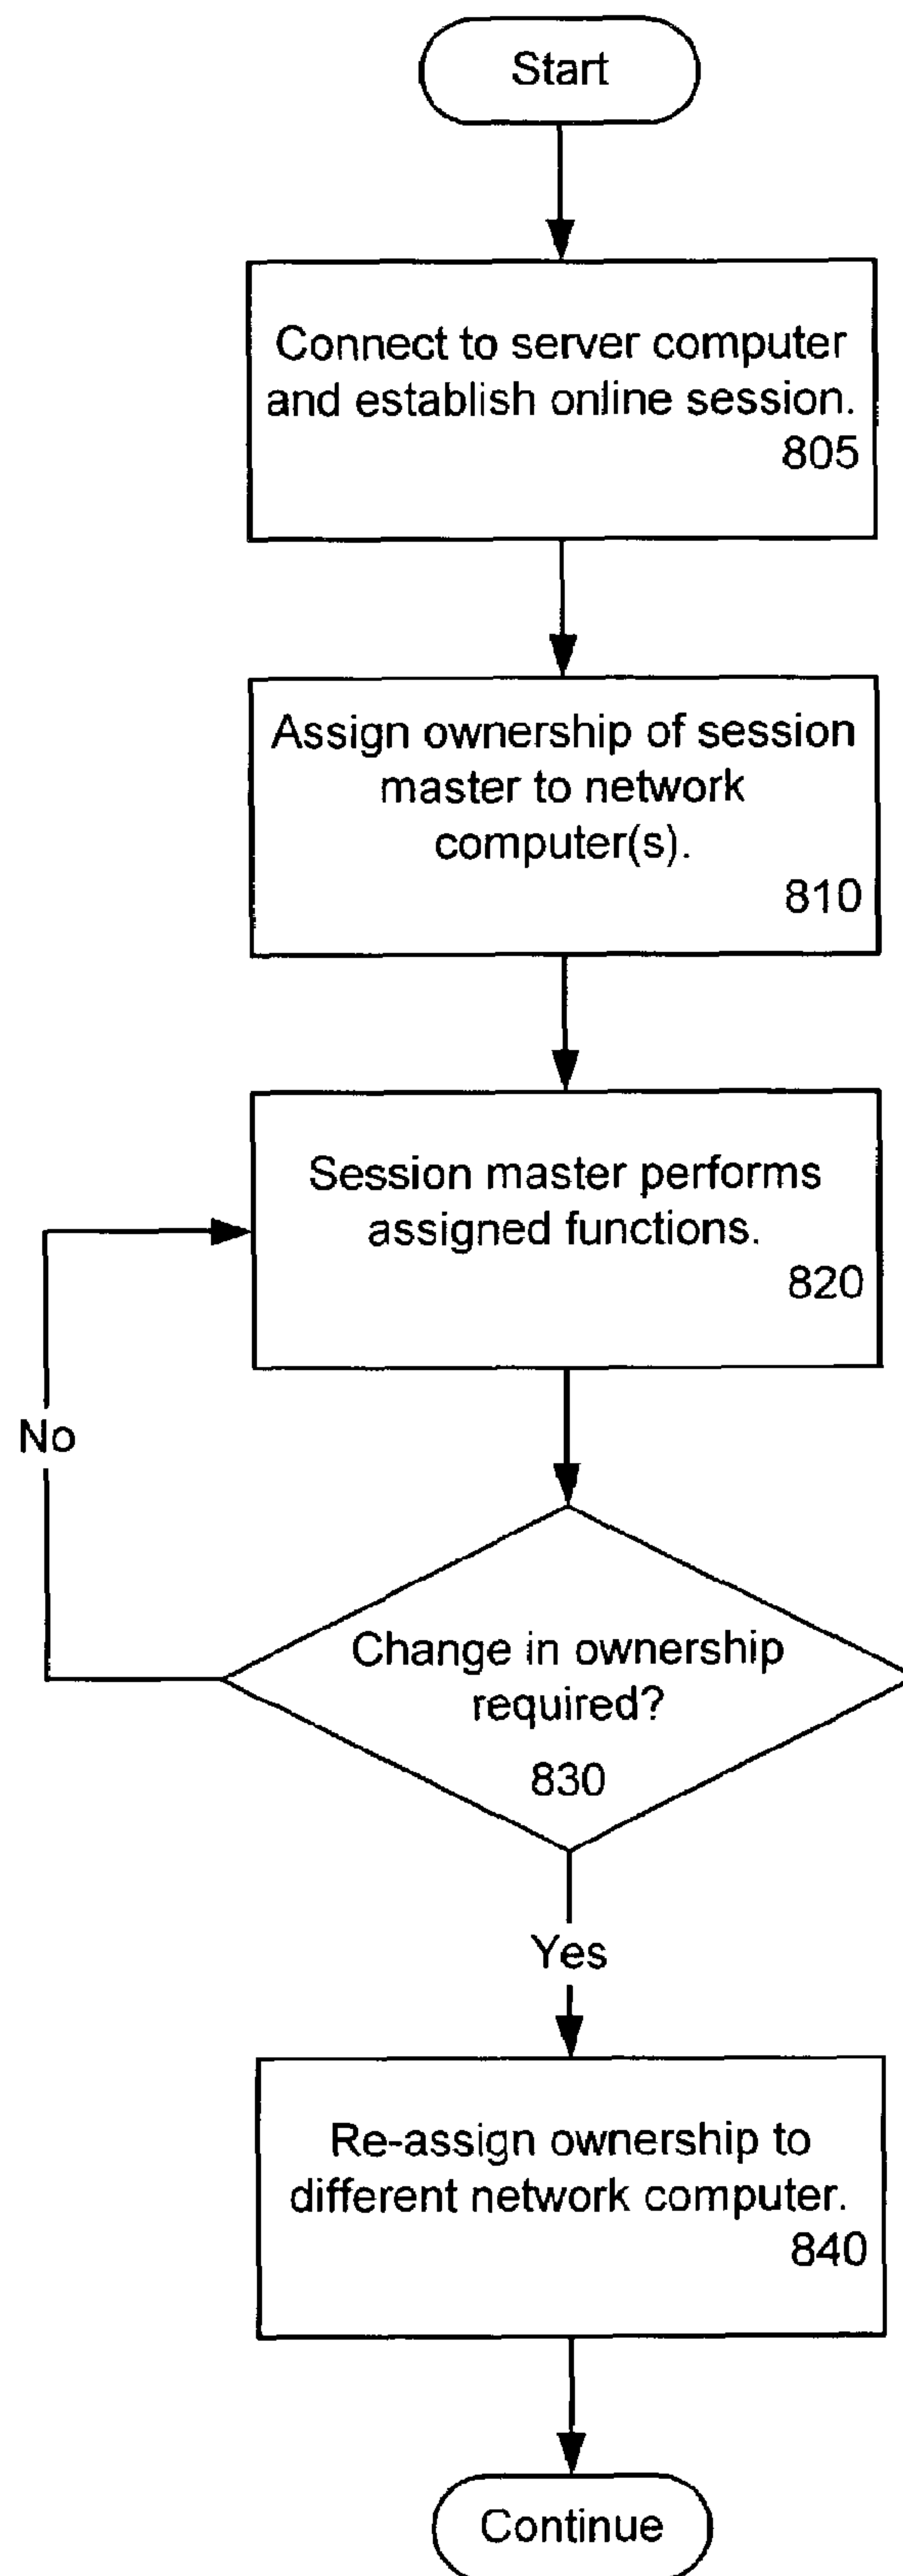 Start
Connect to server computer
and establish online session.
805
Assign ownership of session
master to network
computer(s).
810
Session master performs
assigned functions.
820
No
Change in ownership
required?
830
Yes
Re-assign ownership to
different network computer.
840
Continue